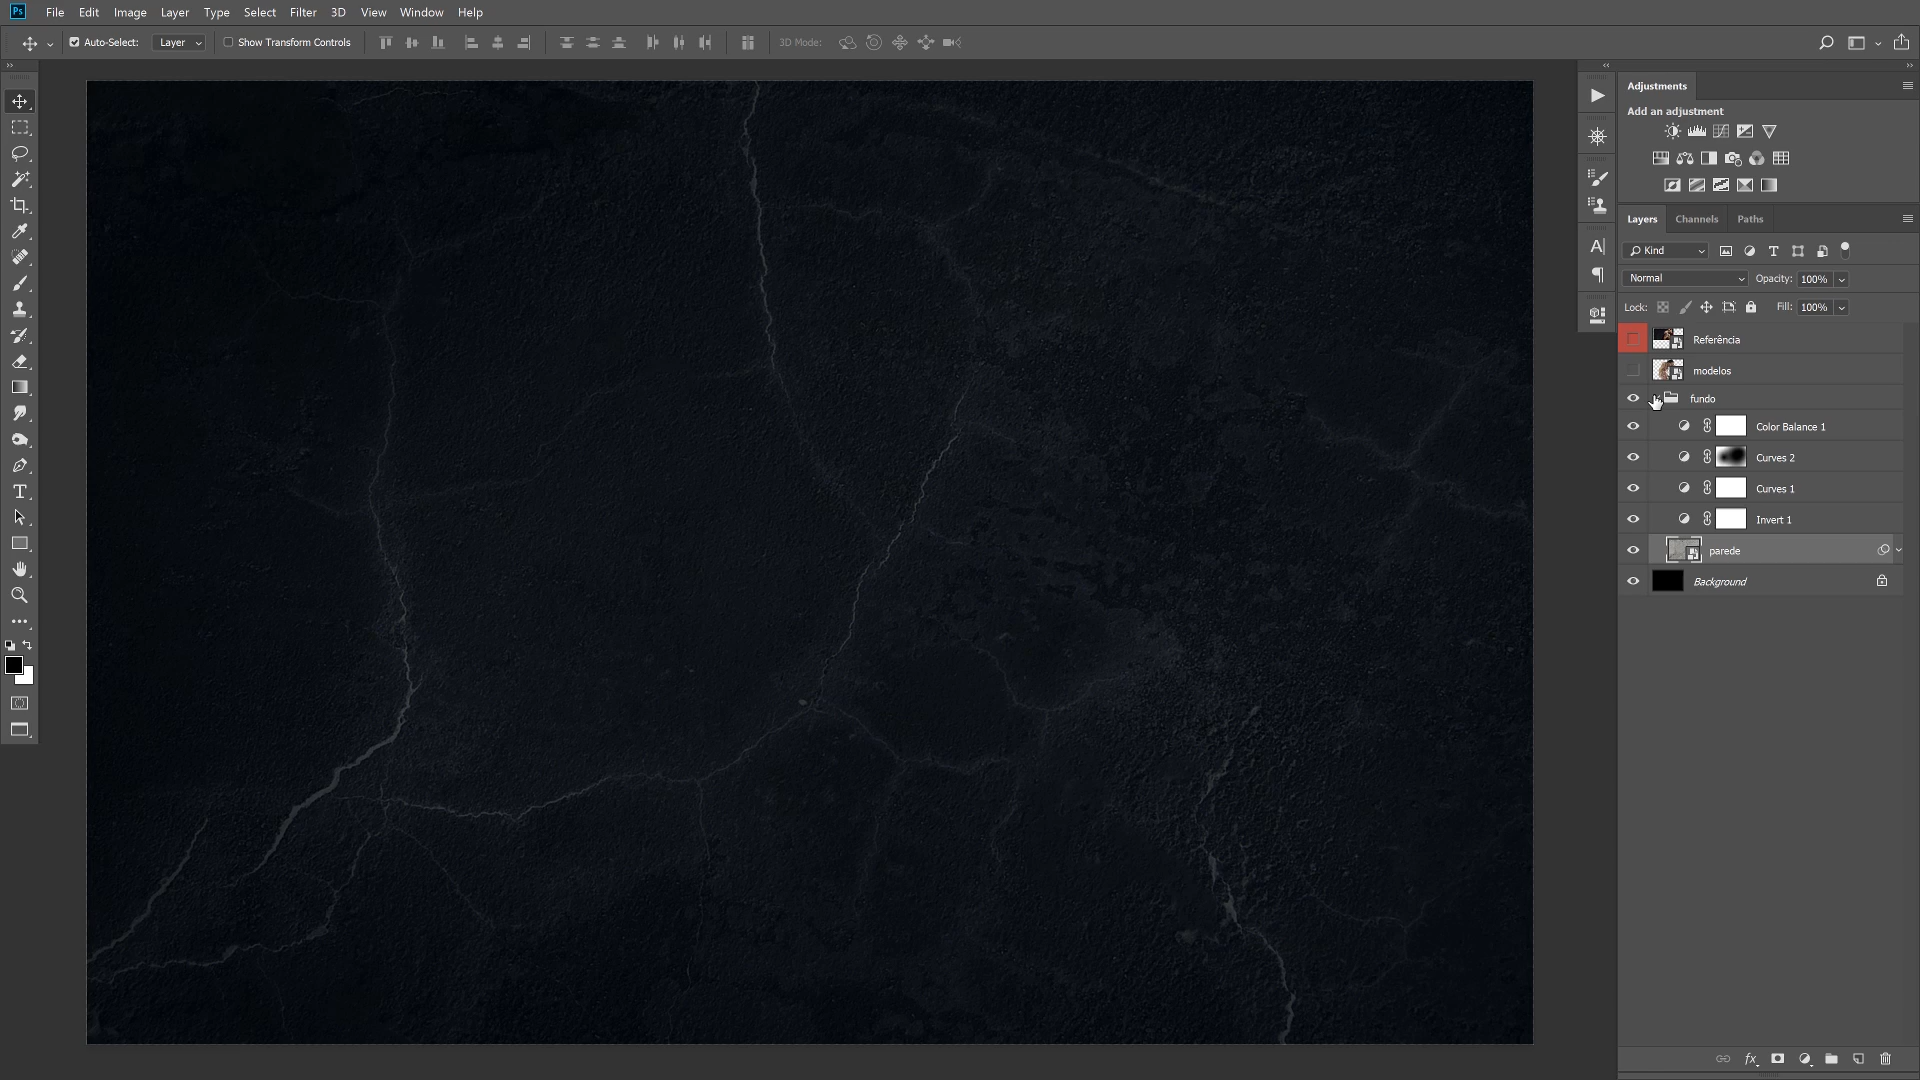 Ps File Edit Image Layer Type Select Filter 3D View Window Help
Auto-Select: Layer Show Transform Controls 3D Mode:
Adjustments
Add an adjustment
Layers Channels Paths
Kind
Normal Opacity: 100%
Lock: Fill: 100%
Referência
modelos
fundo
Color Balance 1
Curves 2
Curves 1
Invert 1
parede
Background